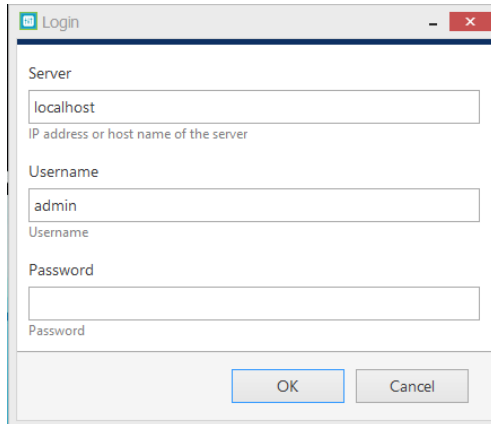 Login
Server
localhost
IP address or host name of the server
Username
admin
Username
Password
Password
OK Cancel